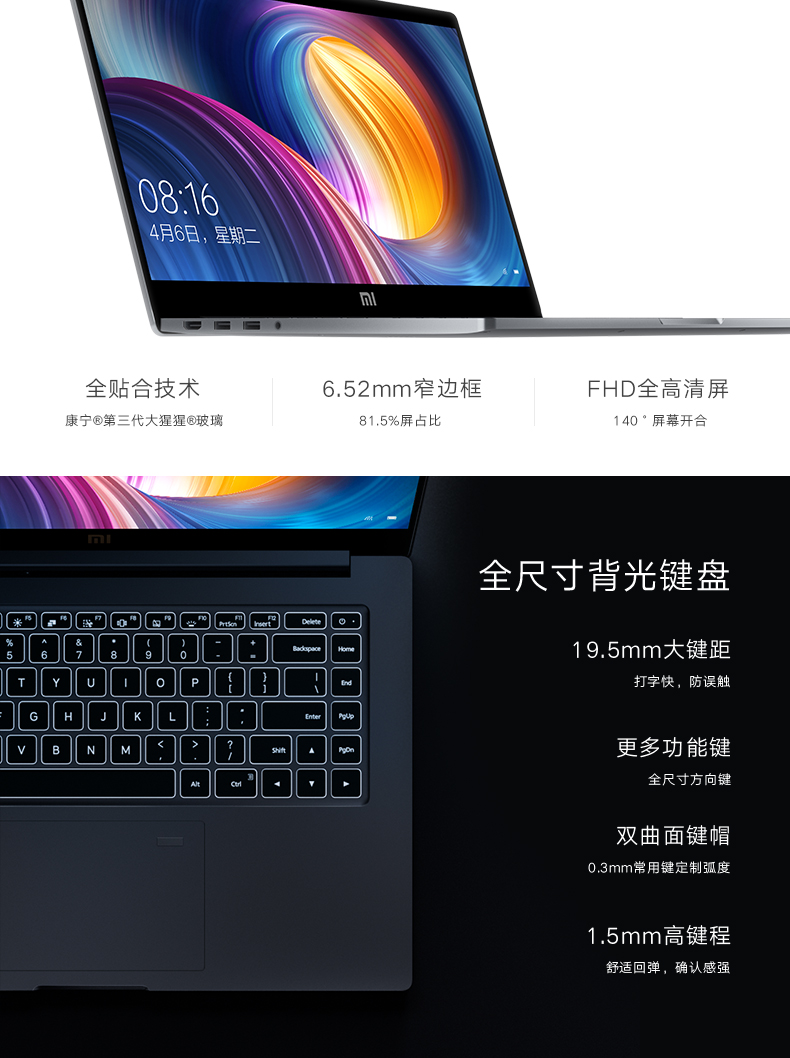 08:16
4月6日，星期二
mi
全贴合技术
康宁®第三代大猩猩®玻璃
6.52mm窄边框
81.5%屏占比
FHD全高清屏
140°屏幕开合
mi
全尺寸背光键盘
19.5mm大键距
打字快，防误触
更多功能键
全尺寸方向键
双曲面键帽
0.3mm常用键定制弧度
1.5mm高键程
舒适回弹，确认感强
F5 F6 F7 F8 F9 F10 PrtScn F11 Insert F12 Delete
% 5 ^ 6 & 7 * 8 ( 9 ) 0 - + = Backspace Home
T Y U I O P { [ } ] | \ End
F G H J K L : ; " ' Enter PgUp
V B N M < , > . ? / Shift PgDn
Alt Ctrl